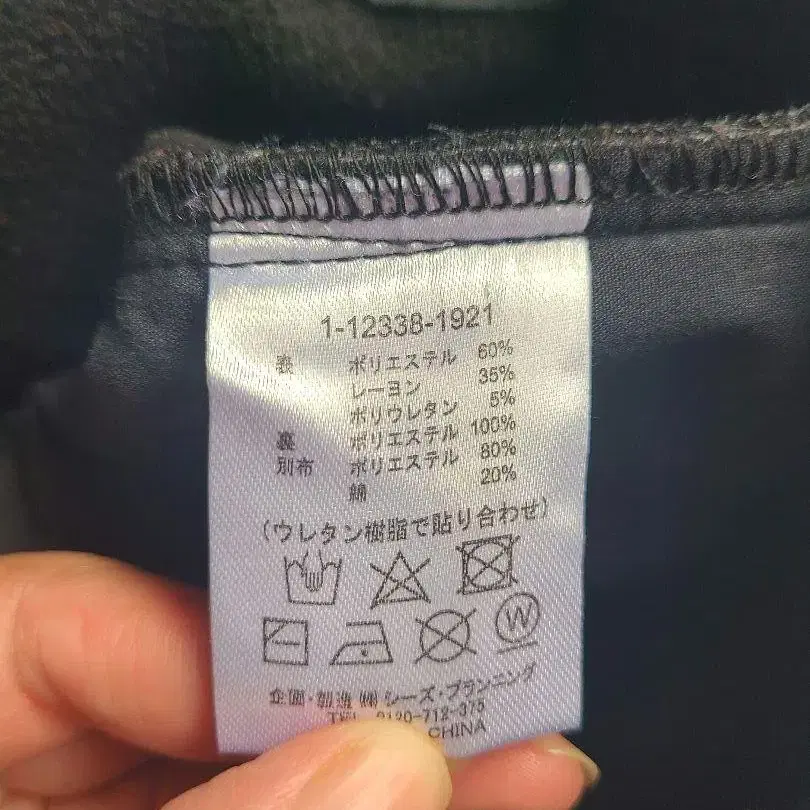 1-12338-1921
表 ポリエステル 60%
レーヨン 35%
ポリウレタン 5%
裏 ポリエステル 100%
別布 ポリエステル 80%
綿 20%
(ウレタン樹脂で貼り合わせ)
W
企画・製造 ㈱シーズ・プランニング
TEL 0120-712-375
CHINA